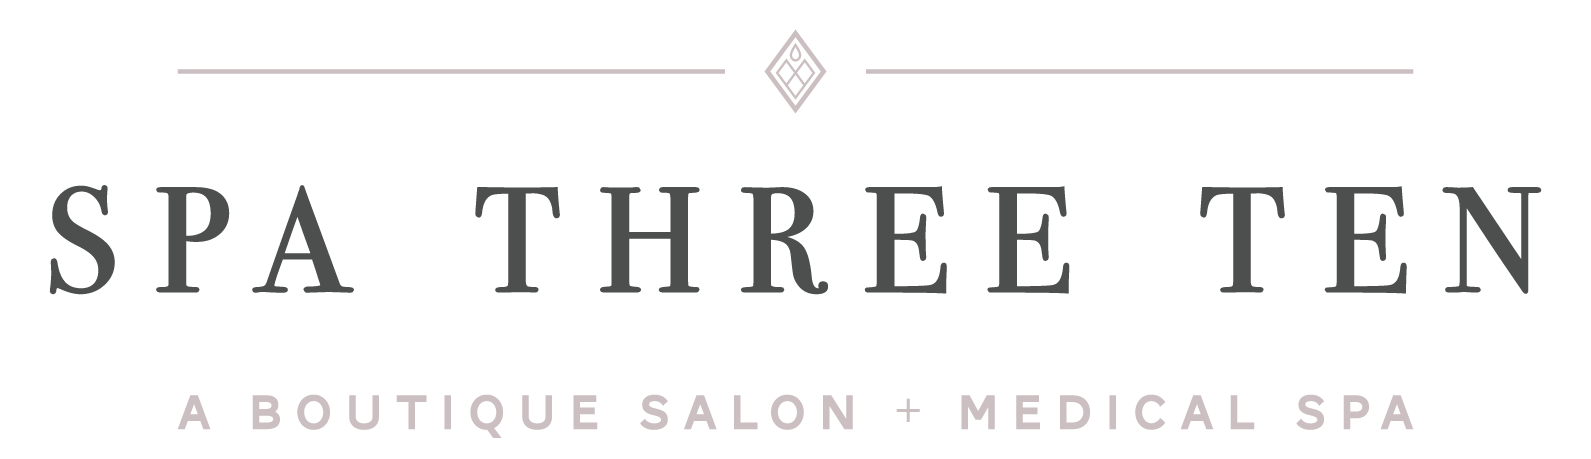 SPA THREE TEN
A BOUTIQUE SALON + MEDICAL SPA